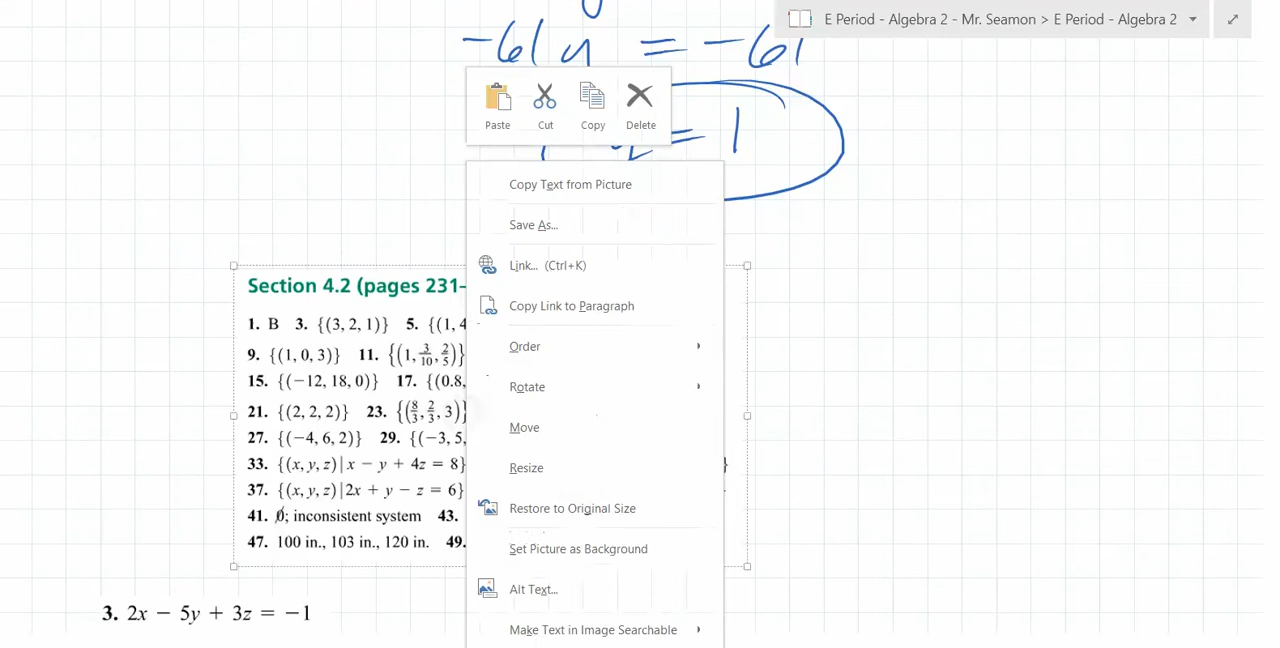 E Period - Algebra 2 - Mr. Seamon > E Period - Algebra 2
-61y = -61
= 1
Paste Cut Copy Delete
Copy Text from Picture
Save As...
Link... (Ctrl+K)
Copy Link to Paragraph
Order
Rotate
Move
Resize
Restore to Original Size
Set Picture as Background
Alt Text...
Make Text in Image Searchable
Section 4.2 (pages 231–
1. B 3. {(3, 2, 1)} 5. {(1, 4
9. {(1, 0, 3)} 11. {(1, 3/10, 2/5)}
15. {(−12, 18, 0)} 17. {(0.8,
21. {(2, 2, 2)} 23. {(8/3, 2/3, 3)}
27. {(−4, 6, 2)} 29. {(−3, 5,
33. {(x, y, z)|x − y + 4z = 8}
37. {(x, y, z)|2x + y − z = 6}
41. ∅; inconsistent system 43.
47. 100 in., 103 in., 120 in. 49.
3. 2x − 5y + 3z = −1